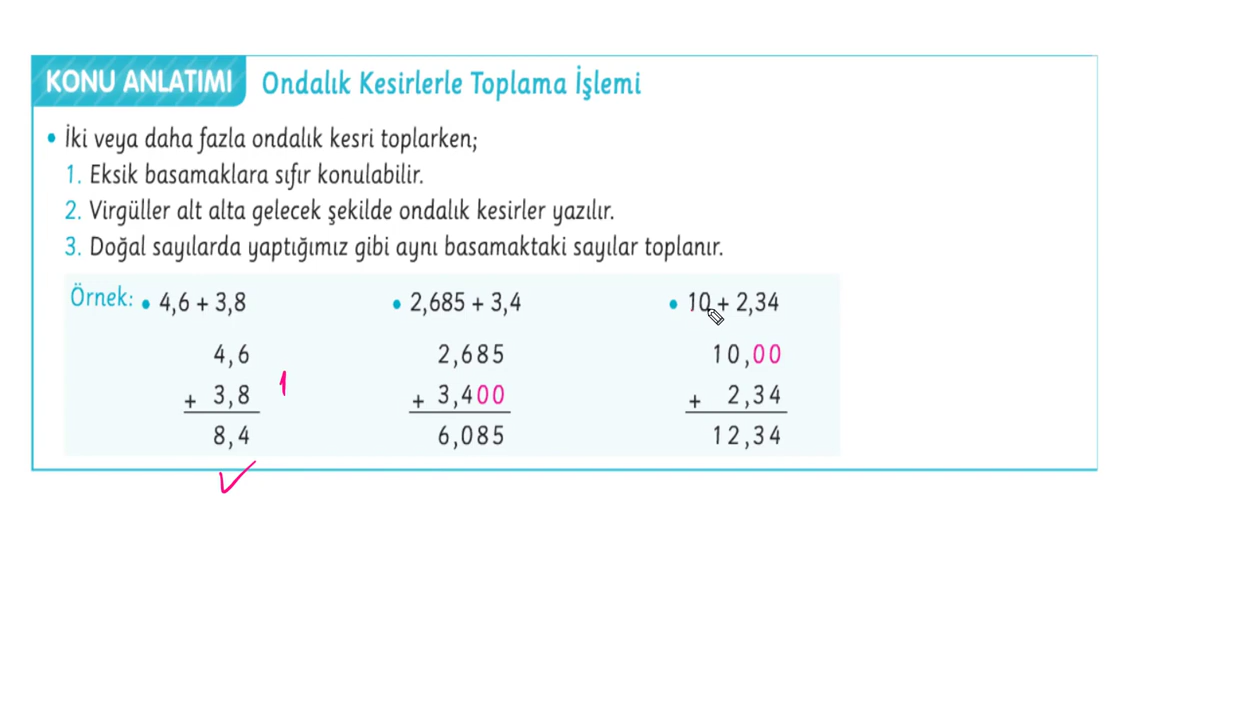 KONU ANLATIMI Ondalık Kesirlerle Toplama İşlemi
• İki veya daha fazla ondalık kesri toplarken;
1. Eksik basamaklara sıfır konulabilir.
2. Virgüller alt alta gelecek şekilde ondalık kesirler yazılır.
3. Doğal sayılarda yaptığımız gibi aynı basamaktaki sayılar toplanır.
Örnek: • 4,6 + 3,8 • 2,685 + 3,4 • 10 + 2,34
4,6 2,685 10,00
+ 3,8 1 + 3,400 + 2,34
8,4 6,085 12,34